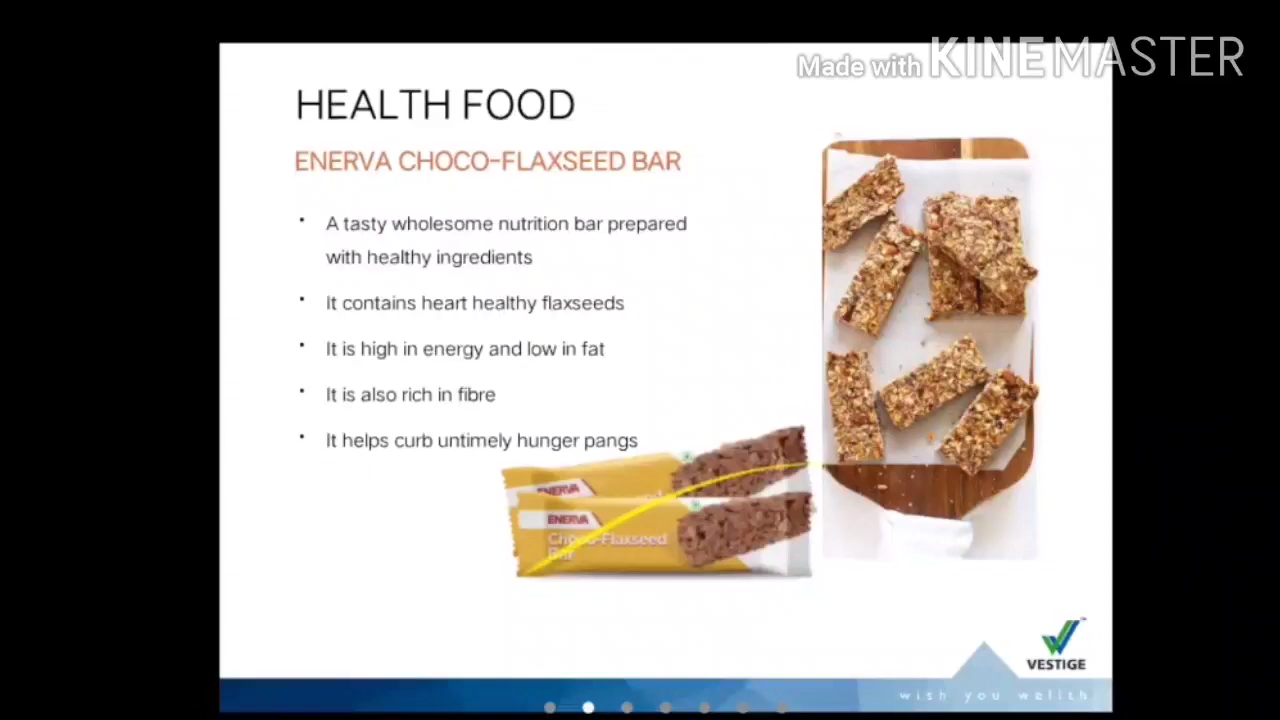 Made with KINEMASTER
HEALTH FOOD
ENERVA CHOCO-FLAXSEED BAR
• A tasty wholesome nutrition bar prepared
with healthy ingredients
• It contains heart healthy flaxseeds
• It is high in energy and low in fat
• It is also rich in fibre
• It helps curb untimely hunger pangs
ENERVA
ENERVA
Choco-Flaxseed
Bar
VESTIGE
wish you wellth